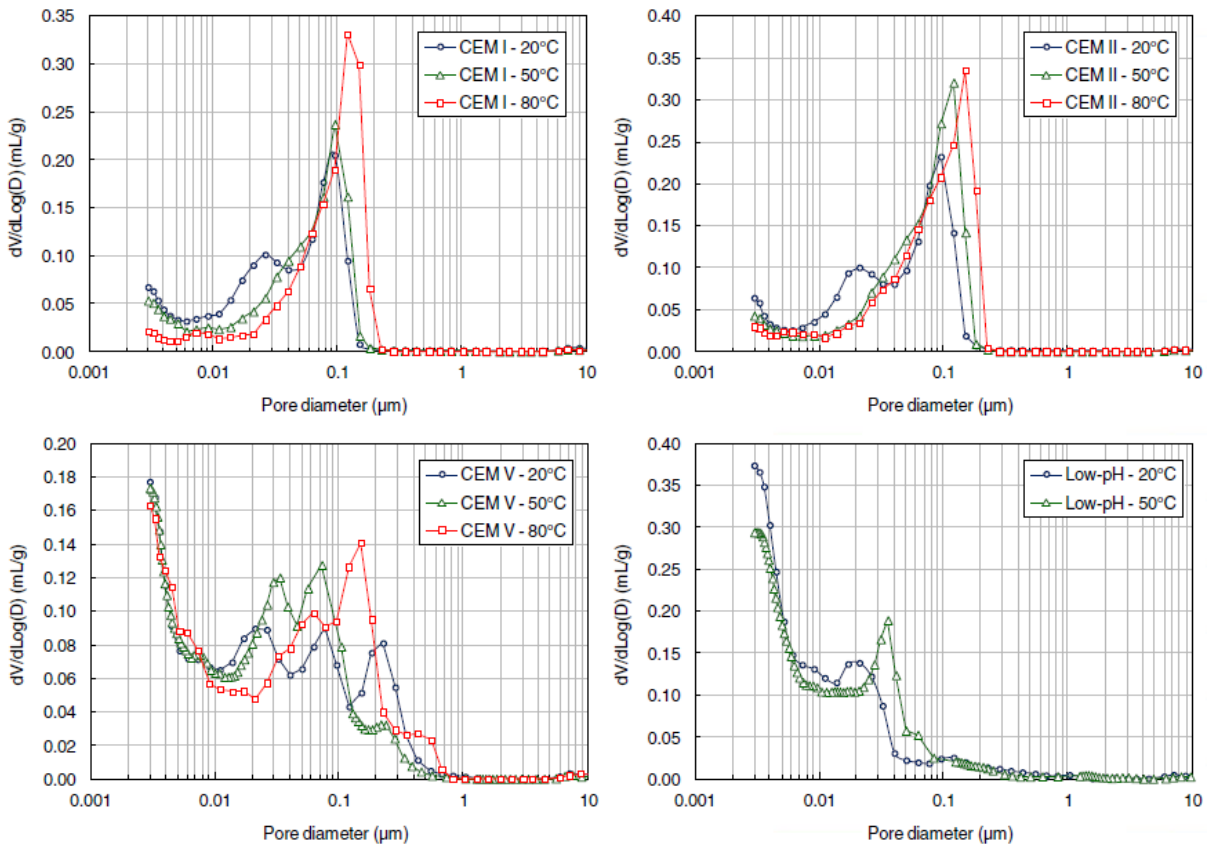 dV/dLog(D) (mL/g)
0.35
0.30
0.25
0.20
0.15
0.10
0.05
0.00
CEM I - 20°C
CEM I - 50°C
CEM I - 80°C
0.001 0.01 0.1 1 10
Pore diameter (µm)
dV/dLog(D) (mL/g)
0.40
0.35
0.30
0.25
0.20
0.15
0.10
0.05
0.00
CEM II - 20°C
CEM II - 50°C
CEM II - 80°C
0.001 0.01 0.1 1 10
Pore diameter (µm)
dV/dLog(D) (mL/g)
0.20
0.18
0.16
0.14
0.12
0.10
0.08
0.06
0.04
0.02
0.00
CEM V - 20°C
CEM V - 50°C
CEM V - 80°C
0.001 0.01 0.1 1 10
Pore diameter (µm)
dV/dLog(D) (mL/g)
0.40
0.35
0.30
0.25
0.20
0.15
0.10
0.05
0.00
Low-pH - 20°C
Low-pH - 50°C
0.001 0.01 0.1 1 10
Pore diameter (µm)